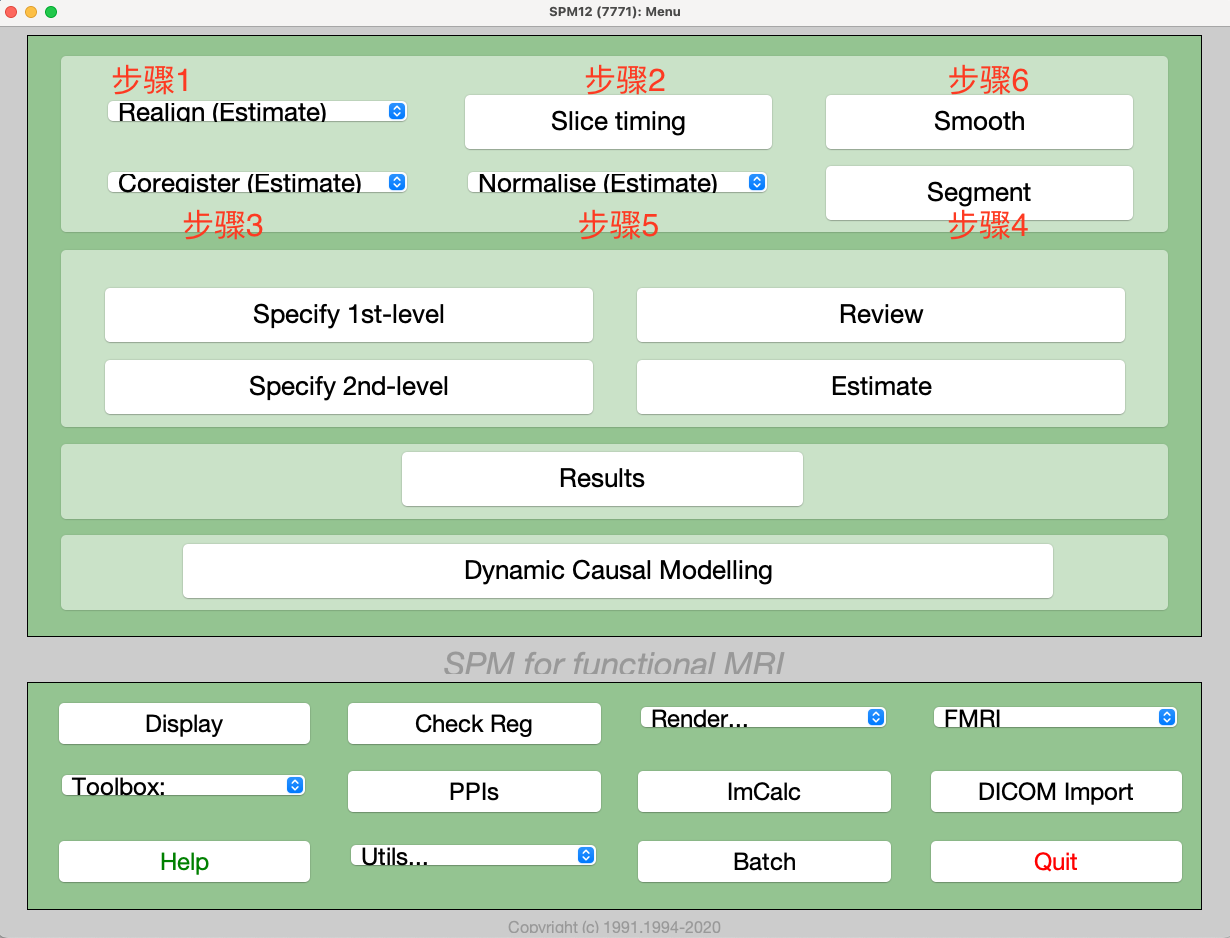 SPM12 (7771): Menu
步骤1
步骤2
步骤6
Realign (Estimate)
Slice timing
Smooth
Coregister (Estimate)
Normalise (Estimate)
Segment
步骤3
步骤5
步骤4
Specify 1st-level
Review
Specify 2nd-level
Estimate
Results
Dynamic Causal Modelling
SPM for functional MRI
Display
Check Reg
Render...
FMRI
Toolbox:
PPIs
ImCalc
DICOM Import
Help
Utils...
Batch
Quit
Copyright (c) 1991,1994-2020